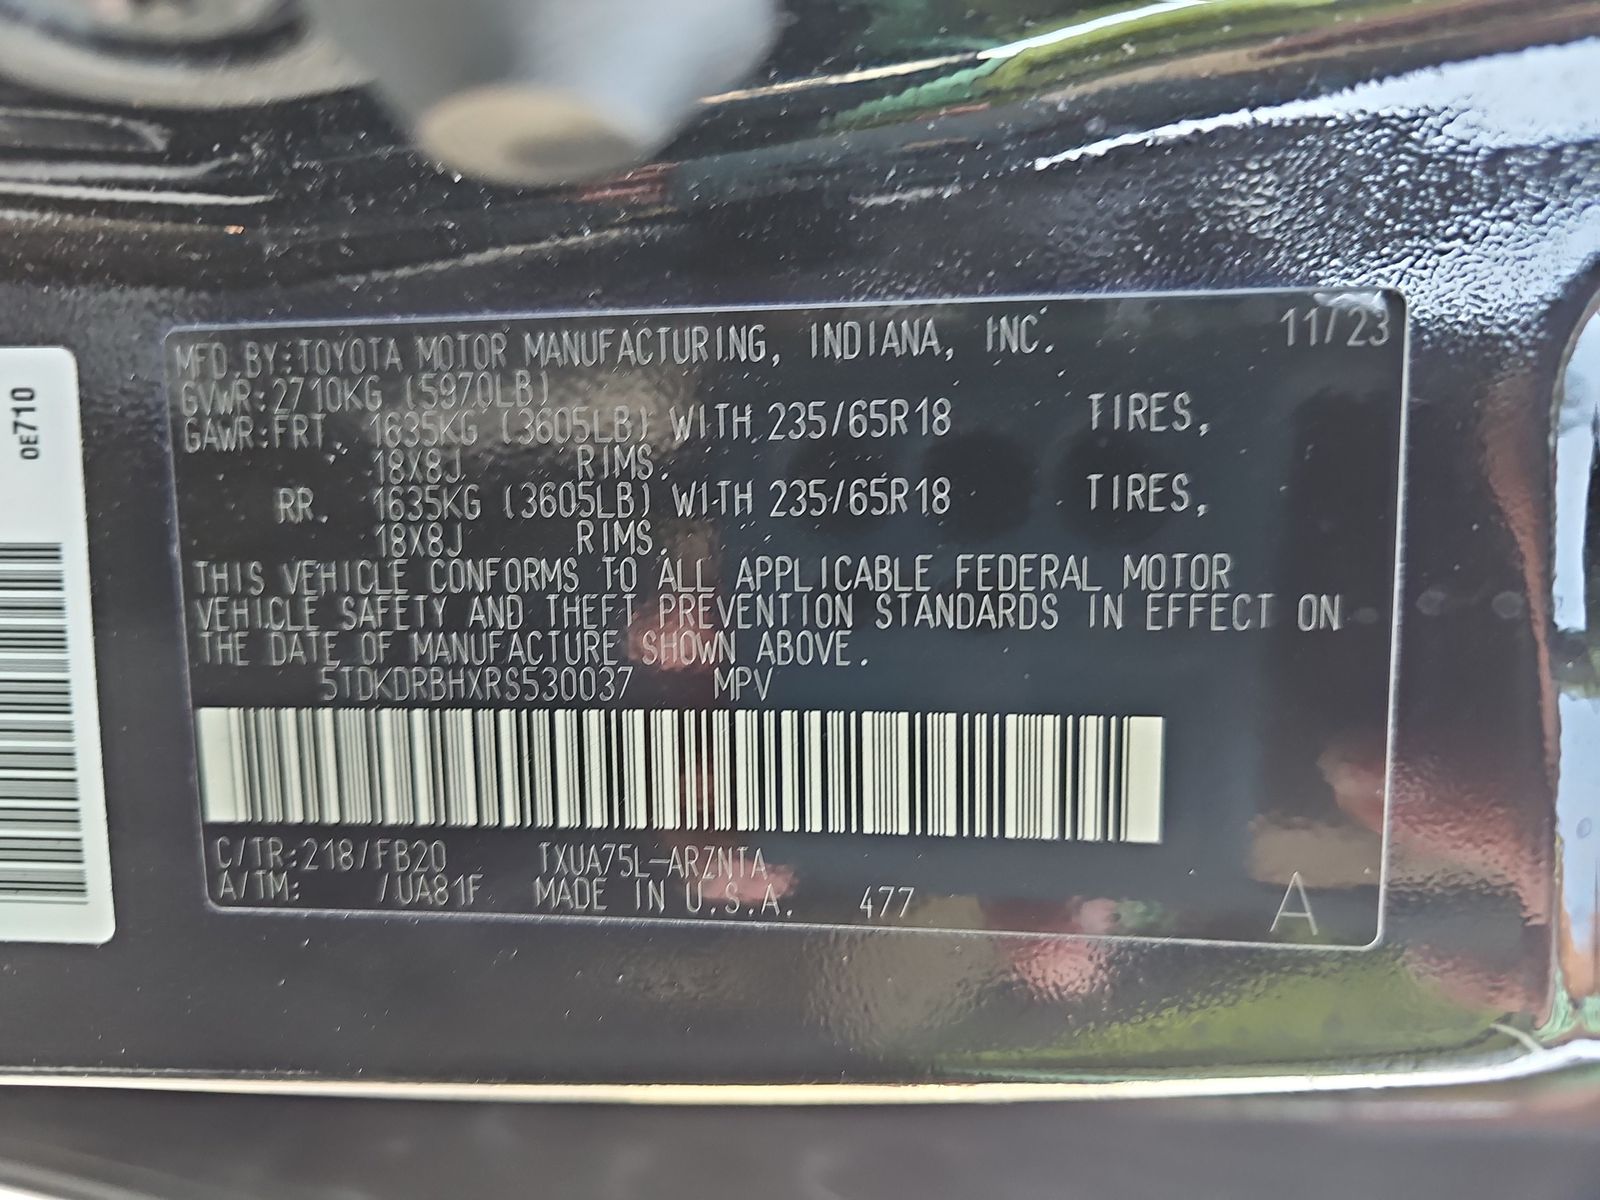 11/23
MFD.BY:TOYOTA MOTOR MANUFACTURING, INDIANA, INC.
GVWR:2710KG (5970LB)
GAWR:FRT. 1635KG (3605LB) WITH 235/65R18 TIRES,
18X8J RIMS.
RR. 1635KG (3605LB) WITH 235/65R18 TIRES,
18X8J RIMS.
THIS VEHICLE CONFORMS TO ALL APPLICABLE FEDERAL MOTOR
VEHICLE SAFETY AND THEFT PREVENTION STANDARDS IN EFFECT ON
THE DATE OF MANUFACTURE SHOWN ABOVE.
5TDKDRBHXRS530037 MPV
C/TR:218/FB20 TXUA75L-ARZNTA
A/TM: /UA81F MADE IN U.S.A. 477 A
0E710